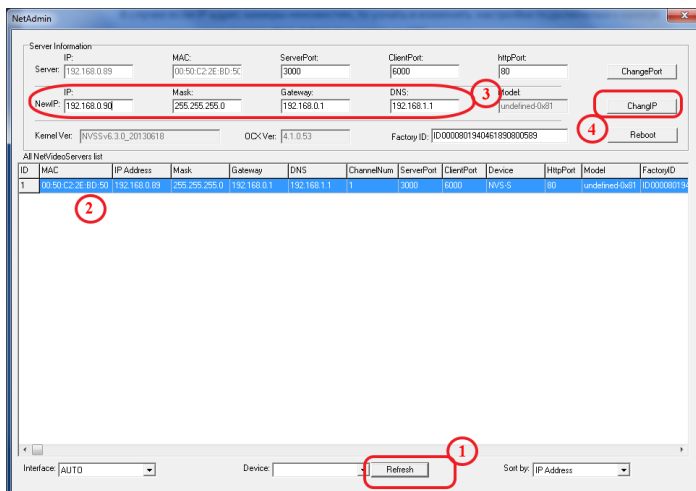 NetAdmin
Server Information
IP: MAC: ServerPort: ClientPort: httpPort:
Server: 192.168.0.89 00:50:C2:2E:BD:5C 3000 6000 80 ChangePort
IP: Mask: Gateway: DNS: 3 Model:
NewIP: 192.168.0.90 255.255.255.0 192.168.0.1 192.168.1.1 undefined-0x81 ChangIP
4
Kernel Ver: NVSSv6.3.0_20130618 OCX Ver: 4.1.0.53 Factory ID: ID0000801940461890800589 Reboot
All NetVideoServers list
ID MAC IP Address Mask Gateway DNS ChannelNum ServerPort ClientPort Device HttpPort Model FactoryID
1 00:50:C2:2E:BD:50 192.168.0.89 255.255.255.0 192.168.0.1 192.168.1.1 1 3000 6000 NVS-S 80 undefined-0x81 ID000080194
2
1
Interface: AUTO Device: Refresh Sort by: IP Address